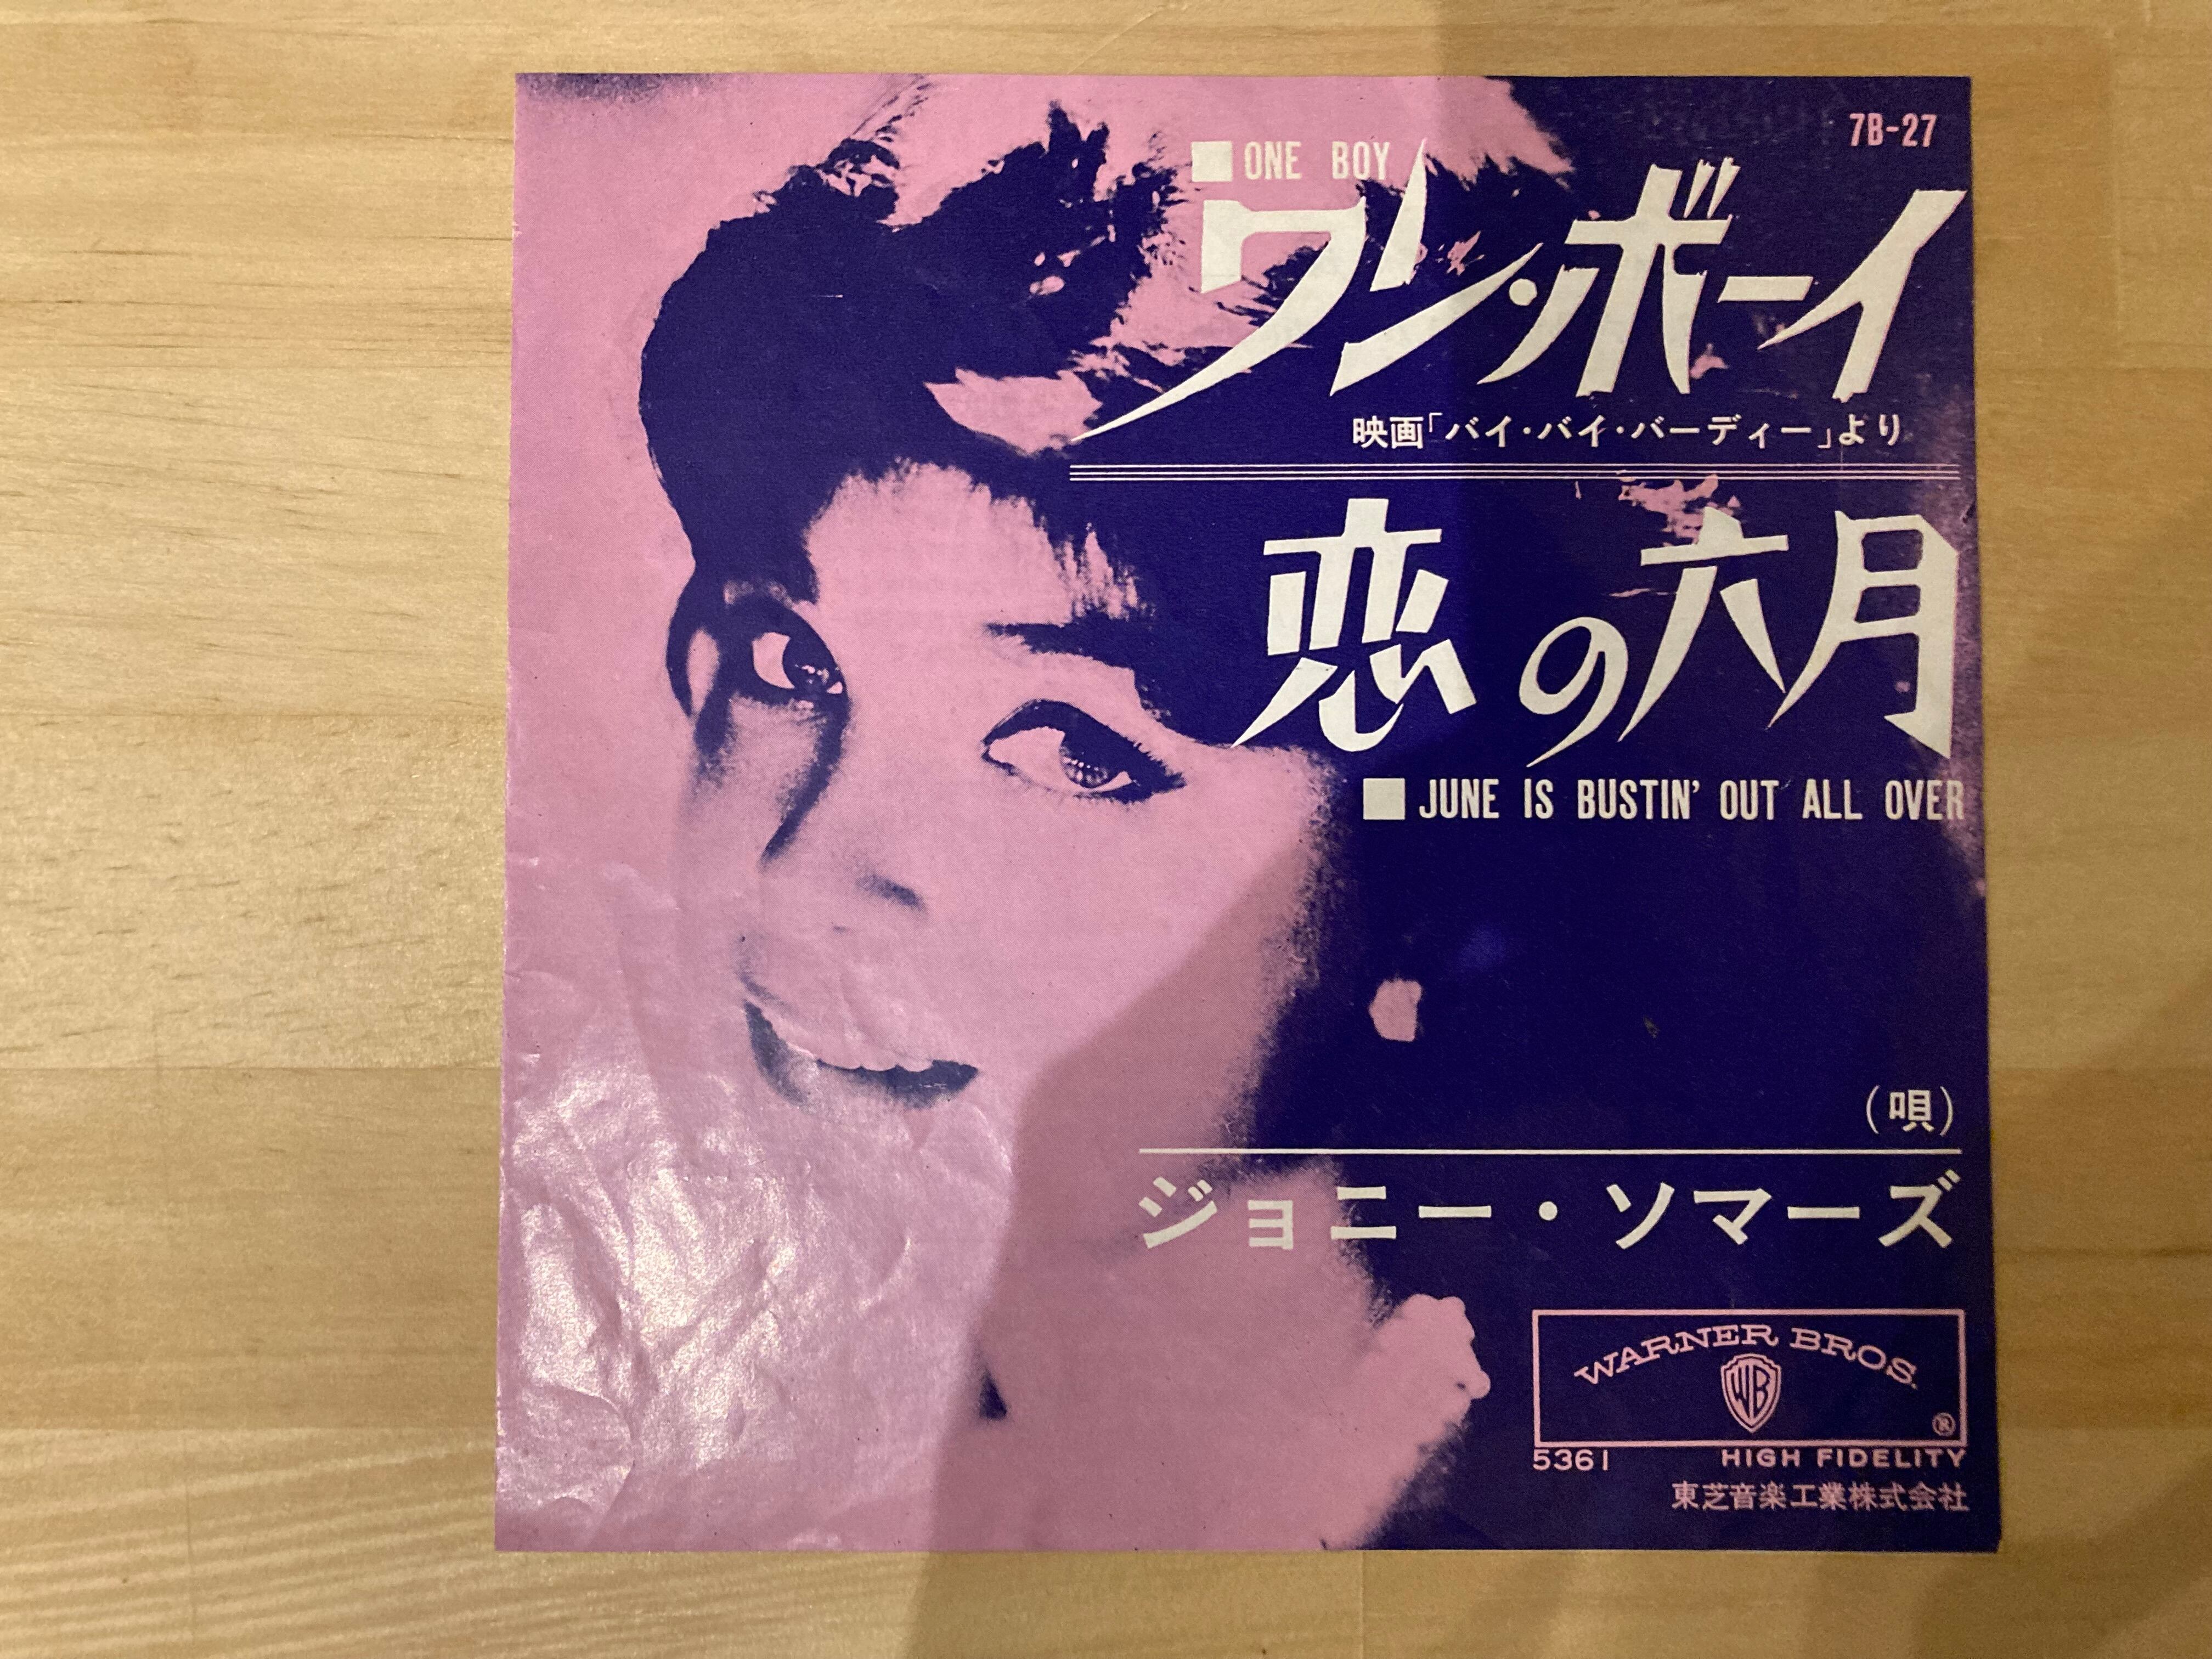 7B-27
■ONE BOY
ワン・ボーイ
映画「バイ・バイ・バーディー」より
恋の六月
■JUNE IS BUSTIN' OUT ALL OVER
(唄)
ジョニー・ソマーズ
WARNER BROS.
WB
®
5361 HIGH FIDELITY
東芝音楽工業株式会社